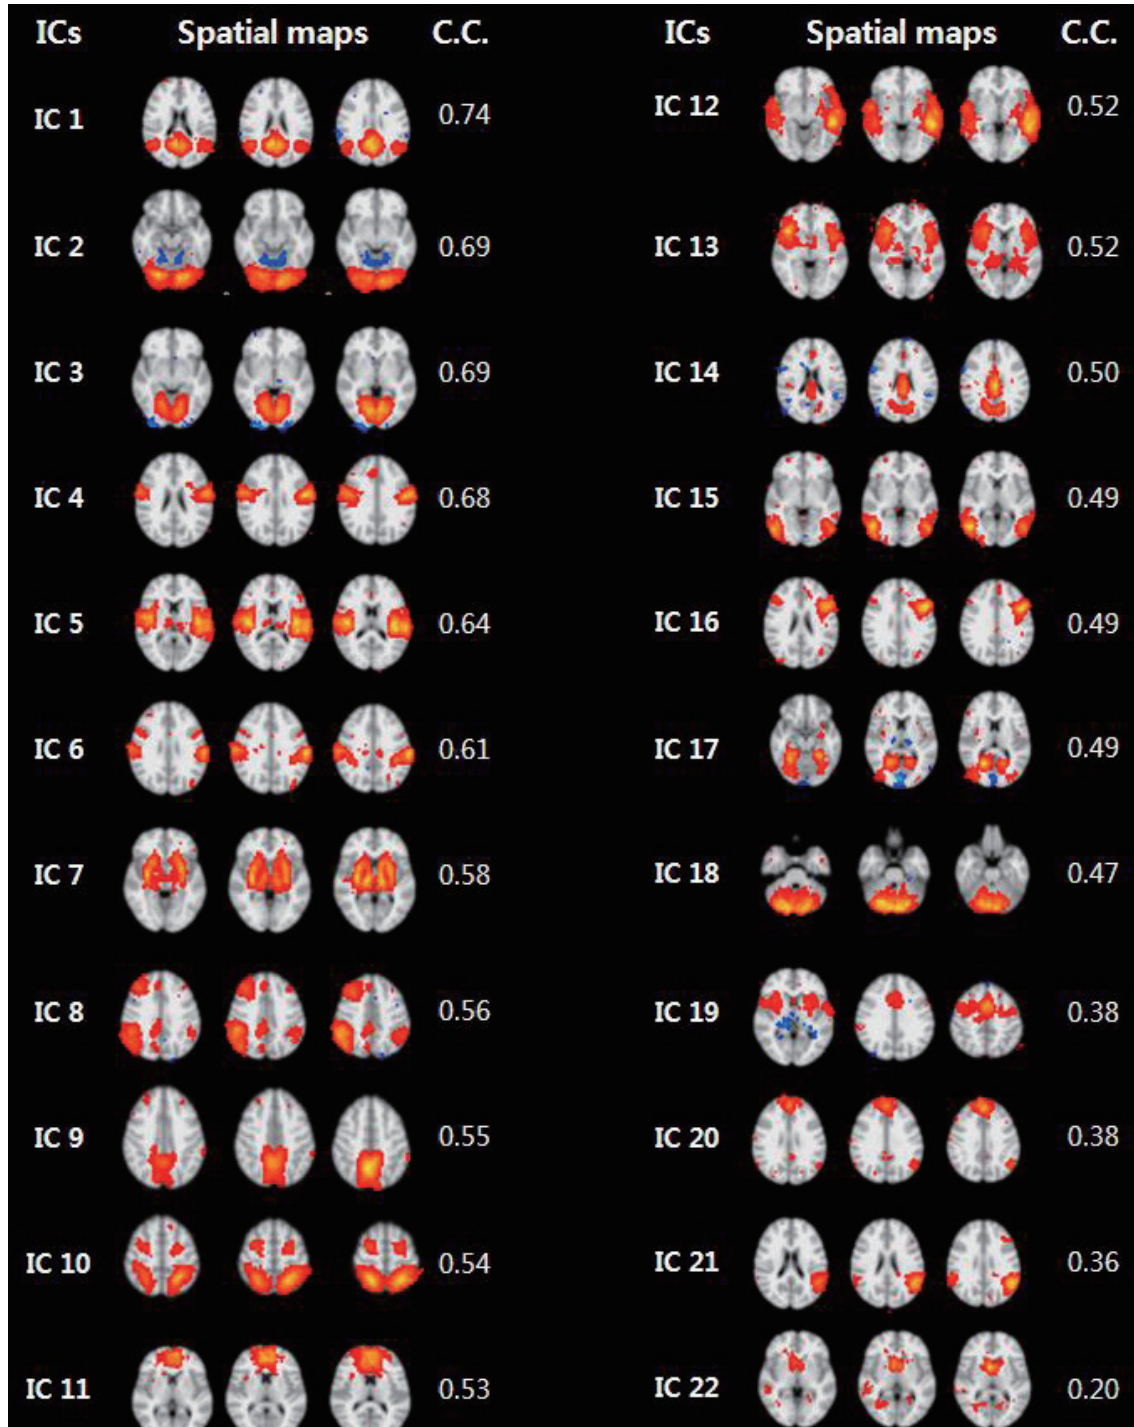 ICs Spatial maps C.C.
IC 1 0.74
IC 2 0.69
IC 3 0.69
IC 4 0.68
IC 5 0.64
IC 6 0.61
IC 7 0.58
IC 8 0.56
IC 9 0.55
IC 10 0.54
IC 11 0.53
ICs Spatial maps C.C.
IC 12 0.52
IC 13 0.52
IC 14 0.50
IC 15 0.49
IC 16 0.49
IC 17 0.49
IC 18 0.47
IC 19 0.38
IC 20 0.38
IC 21 0.36
IC 22 0.20